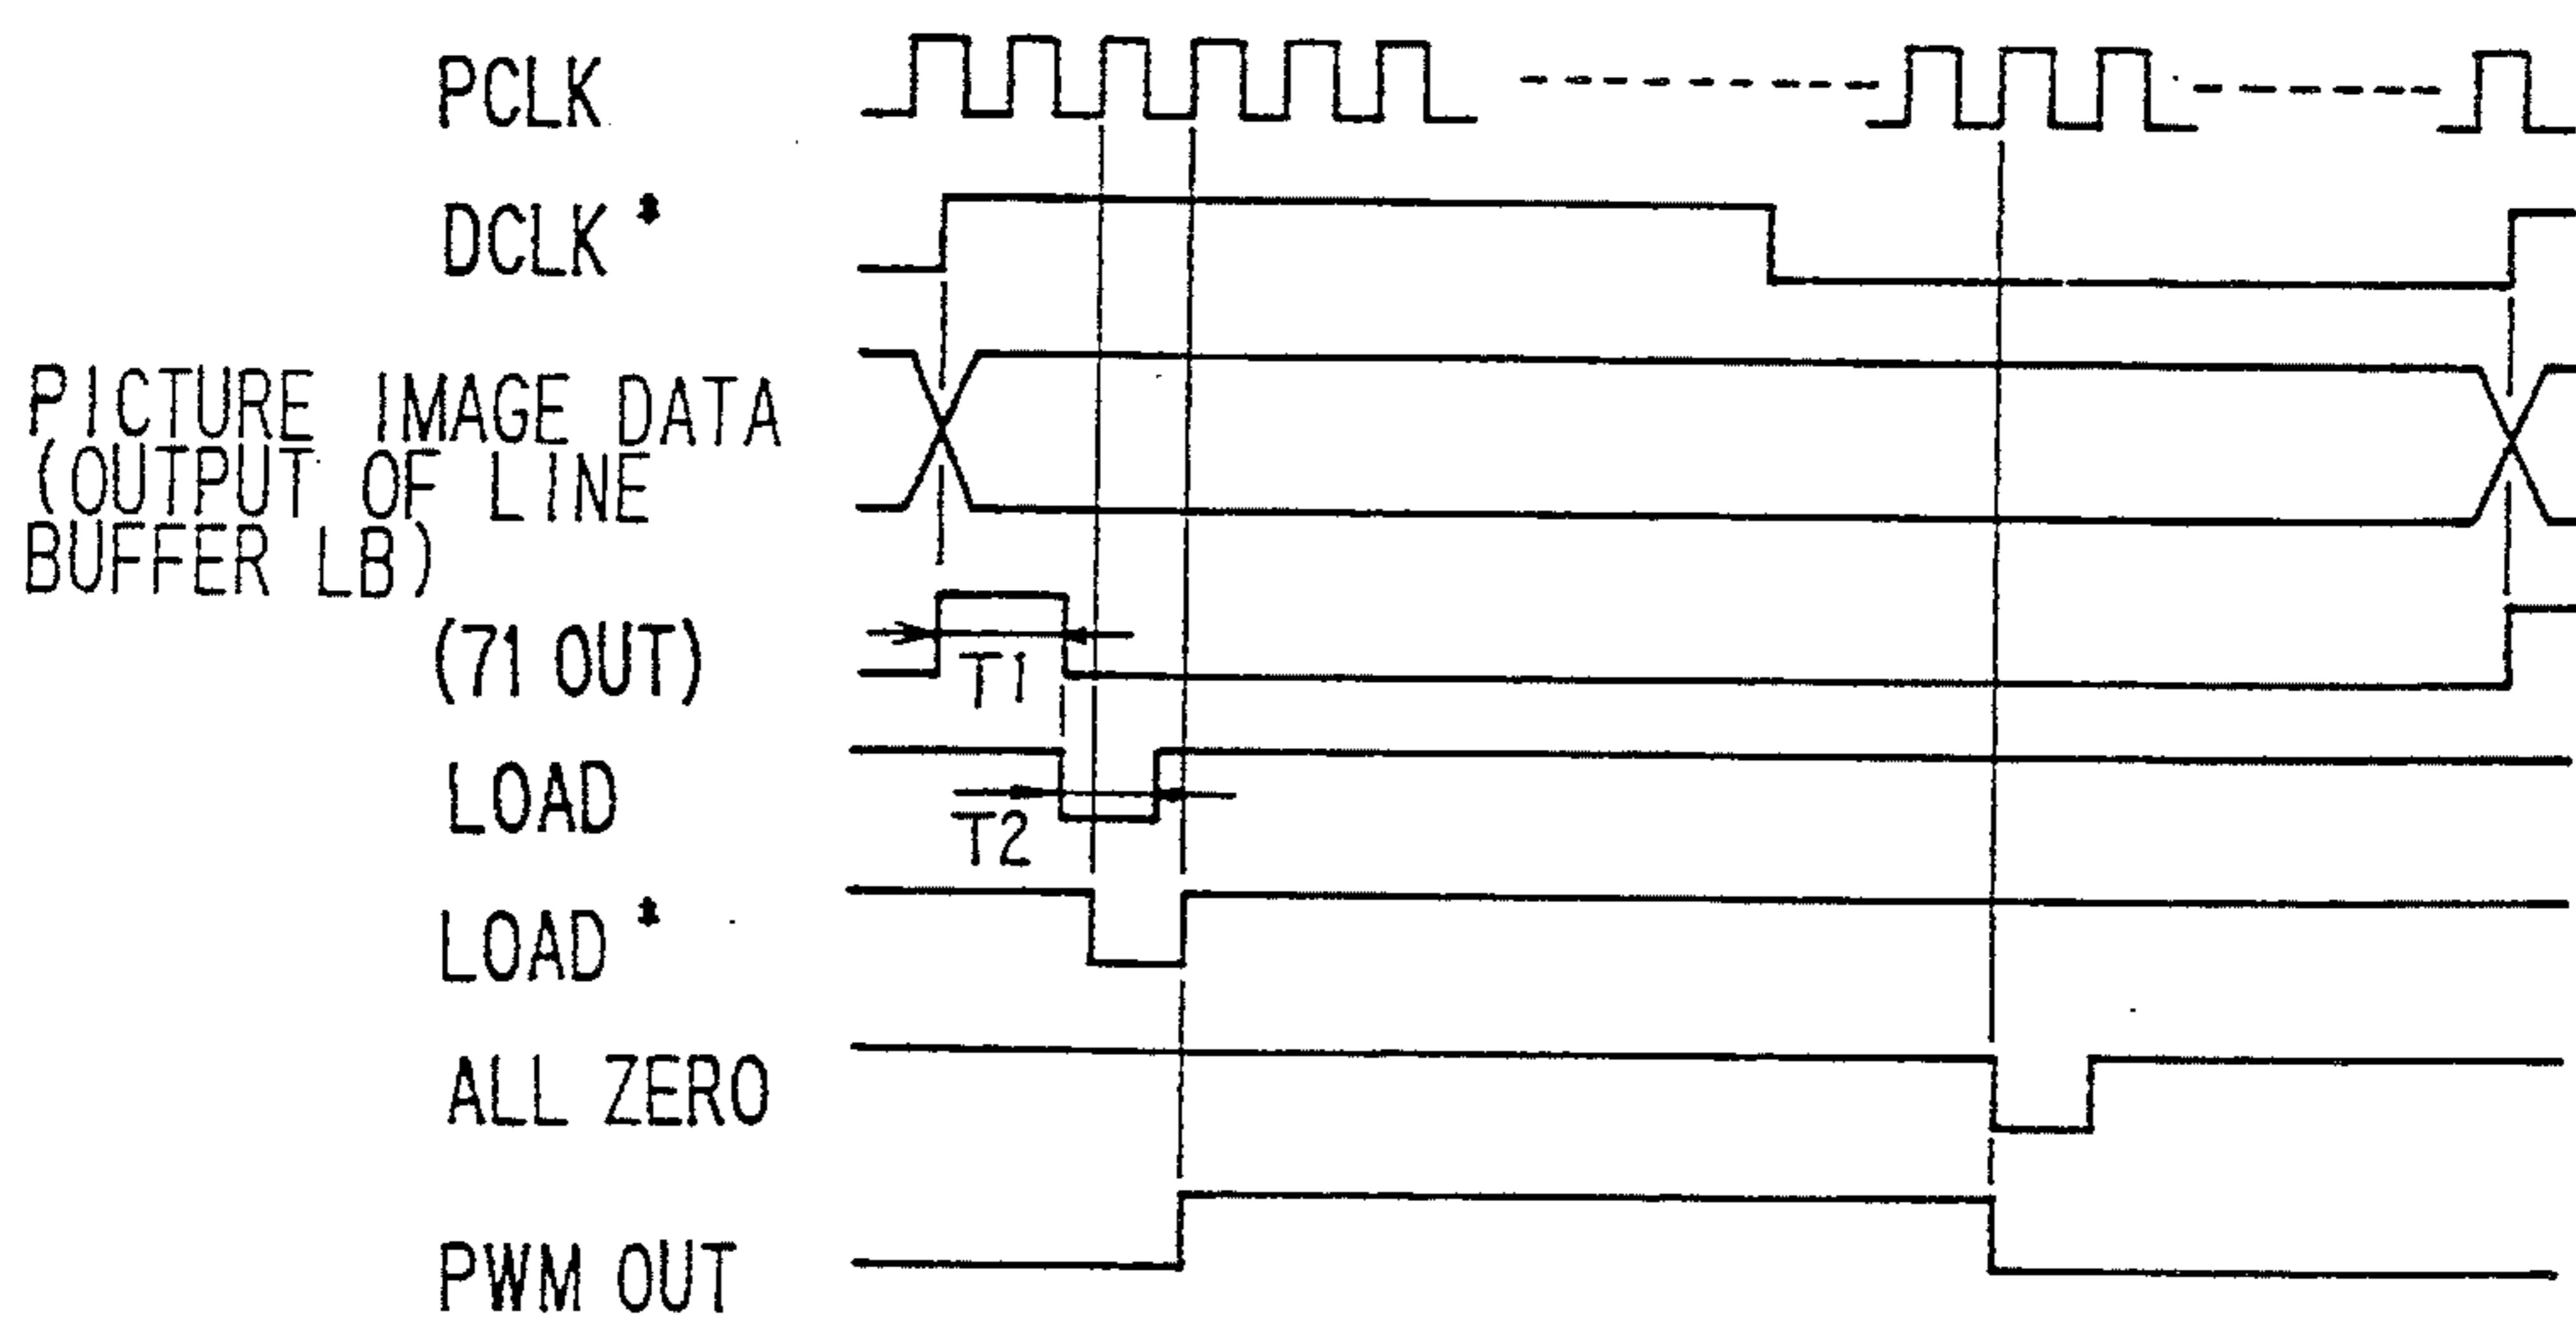 PCLK
DCLK*
PICTURE IMAGE DATA
(OUTPUT OF LINE
BUFFER LB)
(71 OUT)
T1
LOAD
T2
LOAD*
ALL ZERO
PWM OUT